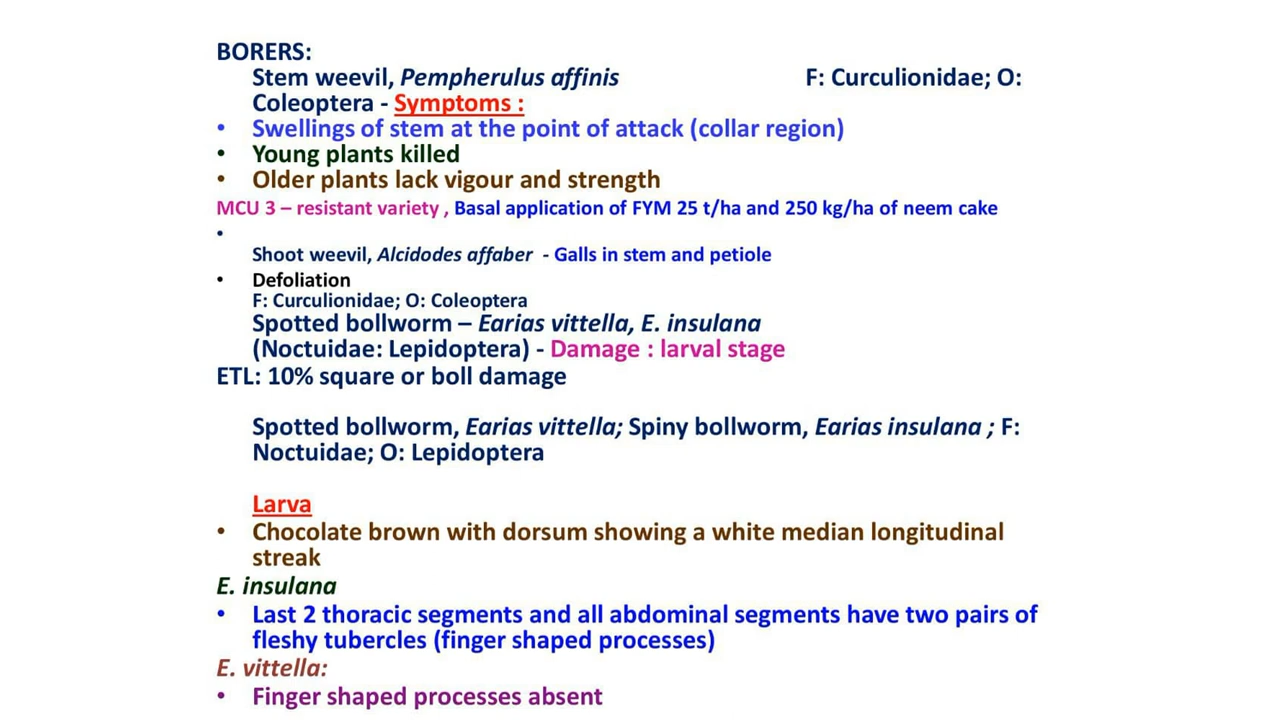 BORERS:
Stem weevil, Pempherulus affinis F: Curculionidae; O:
Coleoptera - Symptoms :
• Swellings of stem at the point of attack (collar region)
• Young plants killed
• Older plants lack vigour and strength
MCU 3 – resistant variety , Basal application of FYM 25 t/ha and 250 kg/ha of neem cake
•
Shoot weevil, Alcidodes affaber - Galls in stem and petiole
• Defoliation
F: Curculionidae; O: Coleoptera
Spotted bollworm – Earias vittella, E. insulana
(Noctuidae: Lepidoptera) - Damage : larval stage
ETL: 10% square or boll damage
Spotted bollworm, Earias vittella; Spiny bollworm, Earias insulana ; F:
Noctuidae; O: Lepidoptera
Larva
• Chocolate brown with dorsum showing a white median longitudinal
streak
E. insulana
• Last 2 thoracic segments and all abdominal segments have two pairs of
fleshy tubercles (finger shaped processes)
E. vittella:
• Finger shaped processes absent